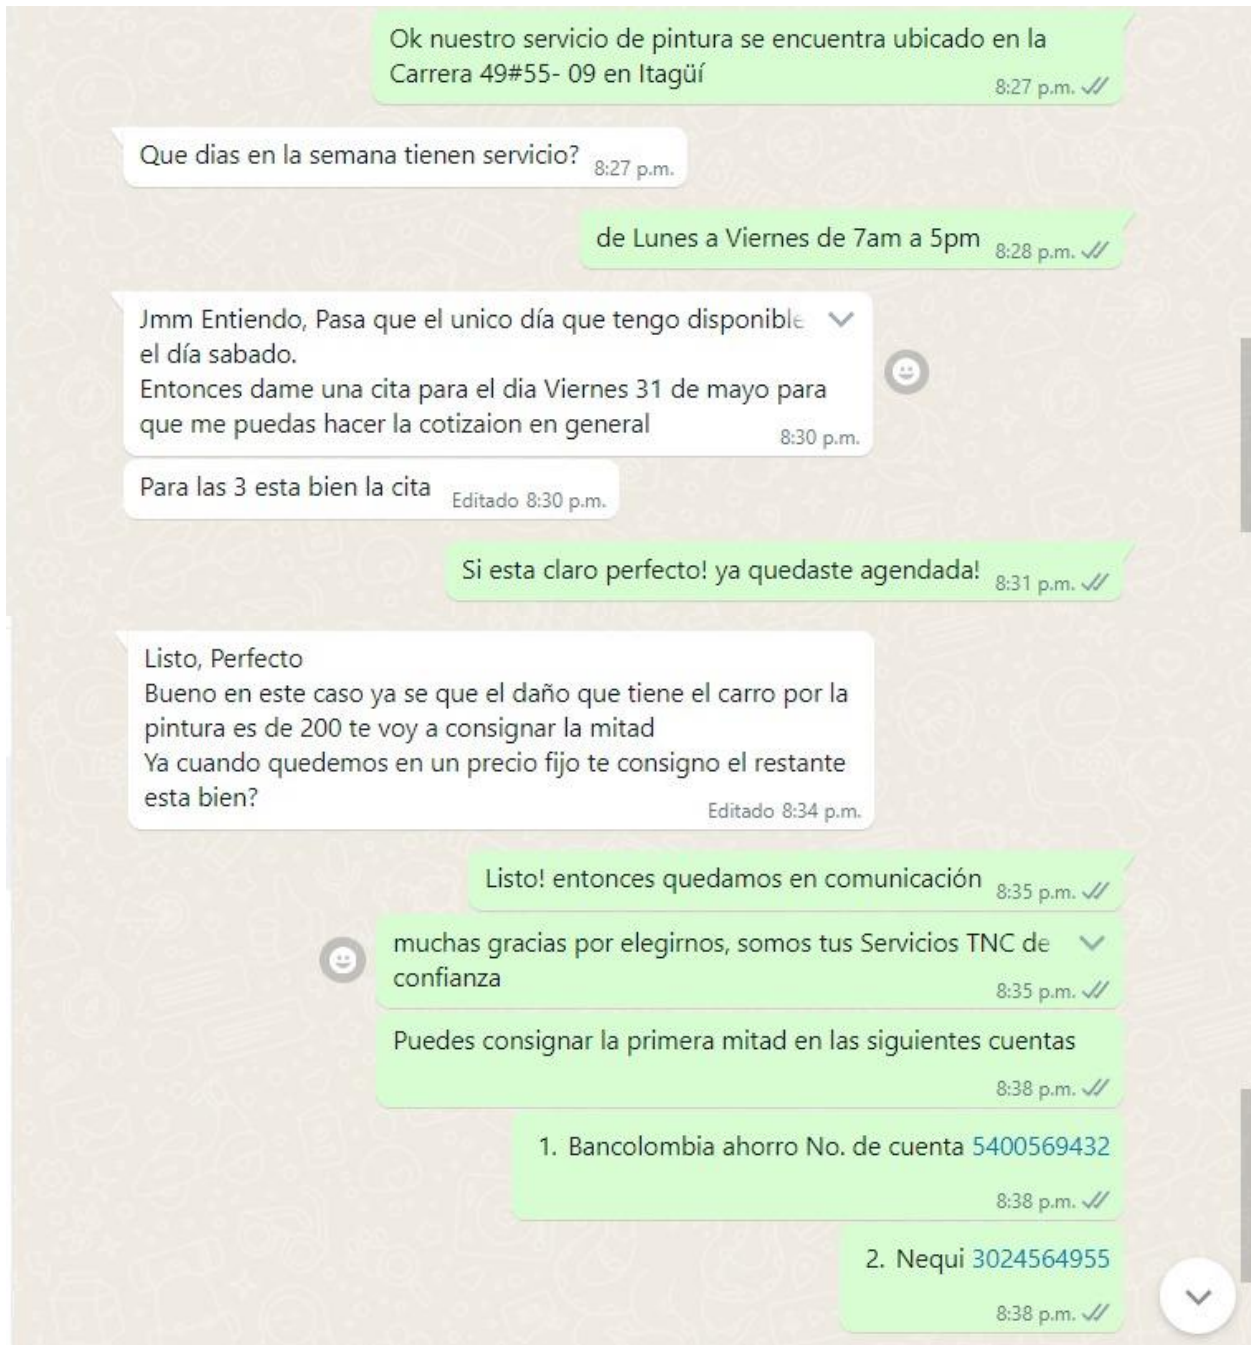 Ok nuestro servicio de pintura se encuentra ubicado en la
Carrera 49#55- 09 en Itagüí
8:27 p.m.
Que dias en la semana tienen servicio?
8:27 p.m.
de Lunes a Viernes de 7am a 5pm
8:28 p.m.
Jmm Entiendo, Pasa que el unico día que tengo disponible
el día sabado.
Entonces dame una cita para el dia Viernes 31 de mayo para
que me puedas hacer la cotizaion en general
8:30 p.m.
Para las 3 esta bien la cita
Editado 8:30 p.m.
Si esta claro perfecto! ya quedaste agendada!
8:31 p.m.
Listo, Perfecto
Bueno en este caso ya se que el daño que tiene el carro por la
pintura es de 200 te voy a consignar la mitad
Ya cuando quedemos en un precio fijo te consigno el restante
esta bien?
Editado 8:34 p.m.
Listo! entonces quedamos en comunicación
8:35 p.m.
muchas gracias por elegirnos, somos tus Servicios TNC de
confianza
8:35 p.m.
Puedes consignar la primera mitad en las siguientes cuentas
8:38 p.m.
1. Bancolombia ahorro No. de cuenta 5400569432
8:38 p.m.
2. Nequi 3024564955
8:38 p.m.